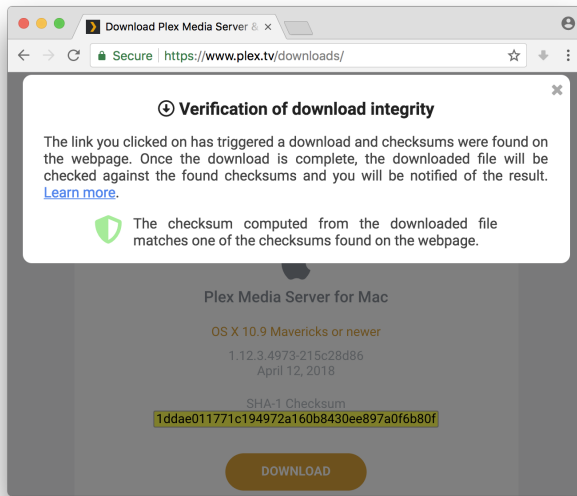 Download Plex Media Server &
Secure https://www.plex.tv/downloads/
Verification of download integrity
The link you clicked on has triggered a download and checksums were found on
the webpage. Once the download is complete, the downloaded file will be
checked against the found checksums and you will be notified of the result.
Learn more.
The checksum computed from the downloaded file
matches one of the checksums found on the webpage.
Plex Media Server for Mac
OS X 10.9 Mavericks or newer
1.12.3.4973-215c28d86
April 12, 2018
SHA-1 Checksum
1ddae011771c194972a160b8430ee897a0f6b80f
DOWNLOAD